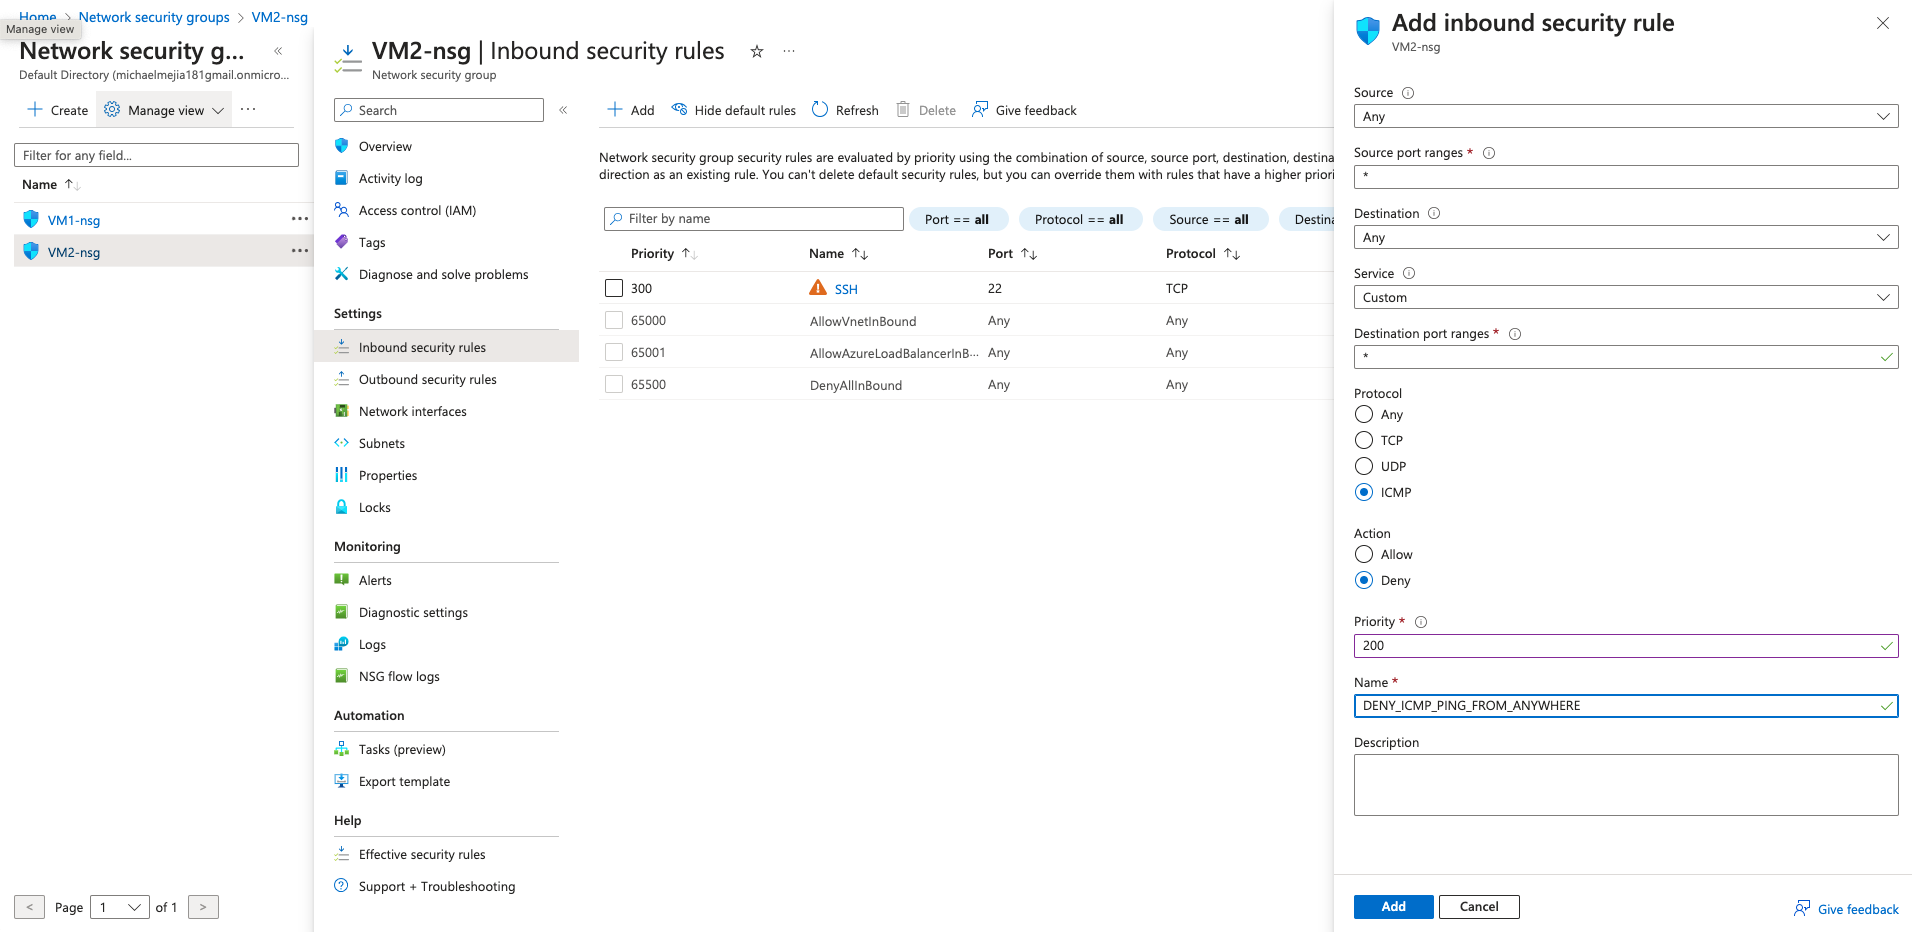 Home > Network security groups > VM2-nsg
Manage view
Network security g... «
Default Directory (michaelmejia181gmail.onmicro...
Create Manage view ...
Filter for any field...
Name
VM1-nsg ...
VM2-nsg ...
< Page 1 of 1 >
VM2-nsg | Inbound security rules ...
Network security group
Search «
Overview
Activity log
Access control (IAM)
Tags
Diagnose and solve problems
Settings
Inbound security rules
Outbound security rules
Network interfaces
Subnets
Properties
Locks
Monitoring
Alerts
Diagnostic settings
Logs
NSG flow logs
Automation
Tasks (preview)
Export template
Help
Effective security rules
Support + Troubleshooting
Add Hide default rules Refresh Delete Give feedback
Network security group security rules are evaluated by priority using the combination of source, source port, destination, destina
direction as an existing rule. You can't delete default security rules, but you can override them with rules that have a higher priori
Filter by name Port == all Protocol == all Source == all Destina
Priority Name Port Protocol
300 SSH 22 TCP
65000 AllowVnetInBound Any Any
65001 AllowAzureLoadBalancerInB... Any Any
65500 DenyAllInBound Any Any
Add inbound security rule
VM2-nsg
Source
Any
Source port ranges *
*
Destination
Any
Service
Custom
Destination port ranges *
*
Protocol
Any
TCP
UDP
ICMP
Action
Allow
Deny
Priority *
200
Name *
DENY_ICMP_PING_FROM_ANYWHERE
Description
Add Cancel Give feedback